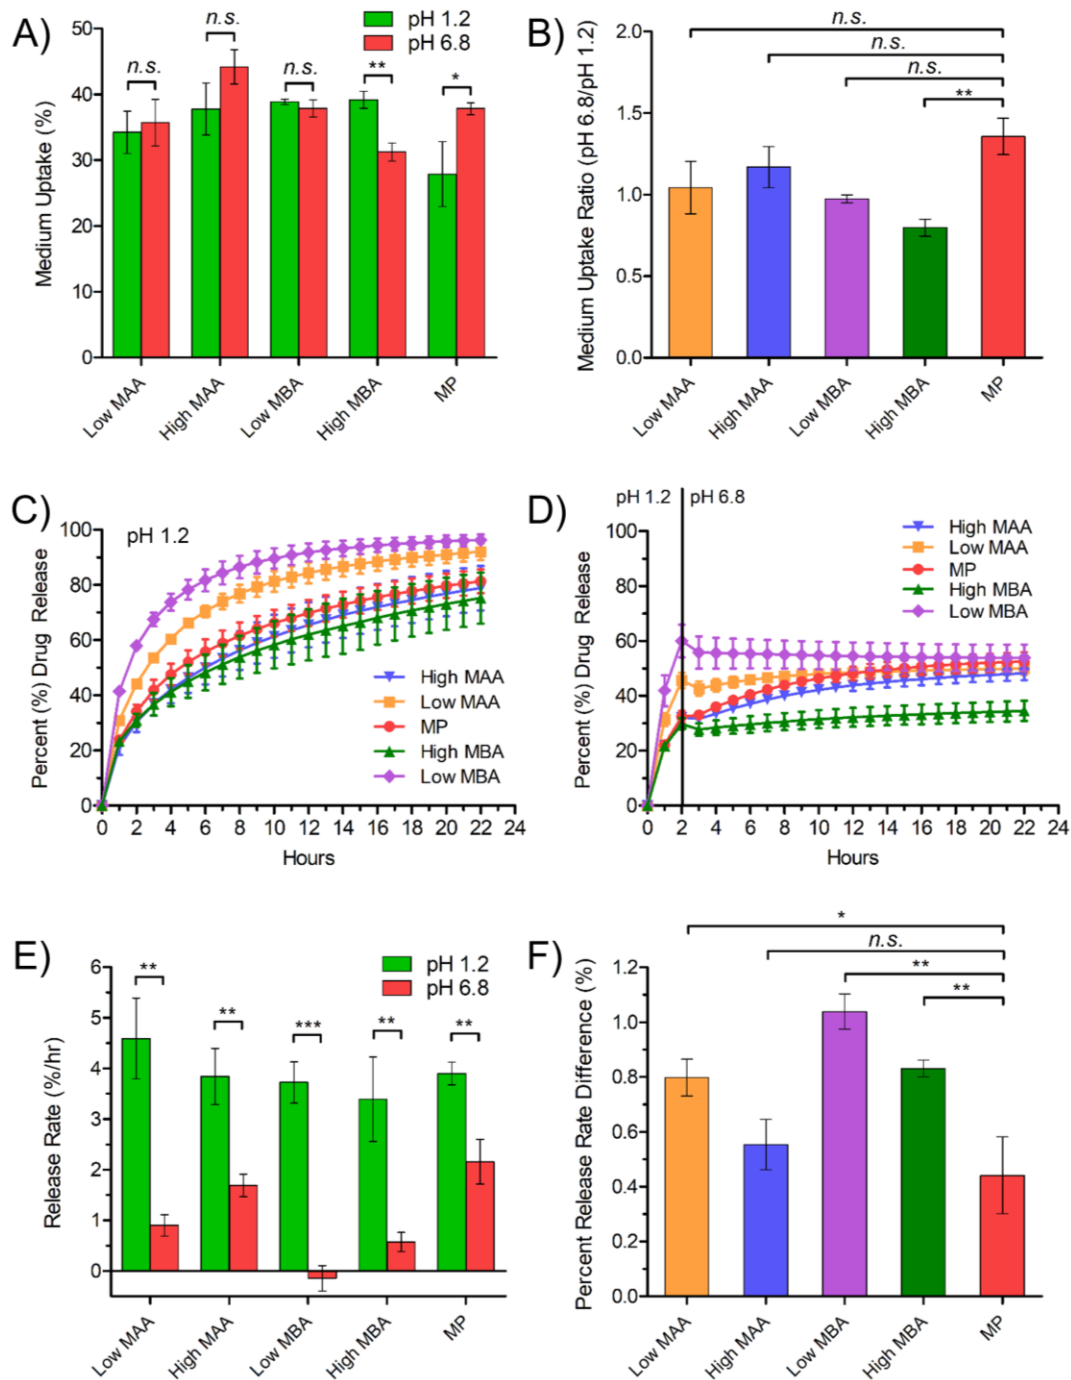 A)
pH 1.2
pH 6.8
n.s.
n.s.
n.s.
**
*
Medium Uptake (%)
50
40
30
20
10
0
Low MAA
High MAA
Low MBA
High MBA
MP
B)
n.s.
n.s.
n.s.
**
Medium Uptake Ratio (pH 6.8/pH 1.2)
2.0
1.5
1.0
0.5
0.0
Low MAA
High MAA
Low MBA
High MBA
MP
C)
pH 1.2
Percent (%) Drug Release
100
80
60
40
20
0
High MAA
Low MAA
MP
High MBA
Low MBA
0 2 4 6 8 10 12 14 16 18 20 22 24
Hours
D)
pH 1.2 pH 6.8
Percent (%) Drug Release
100
80
60
40
20
0
High MAA
Low MAA
MP
High MBA
Low MBA
0 2 4 6 8 10 12 14 16 18 20 22 24
Hours
E)
pH 1.2
pH 6.8
**
**
***
**
**
Release Rate (%/hr)
6
5
4
3
2
1
0
Low MAA
High MAA
Low MBA
High MBA
MP
F)
*
n.s.
**
**
Percent Release Rate Difference (%)
1.2
1.0
0.8
0.6
0.4
0.2
0.0
Low MAA
High MAA
Low MBA
High MBA
MP